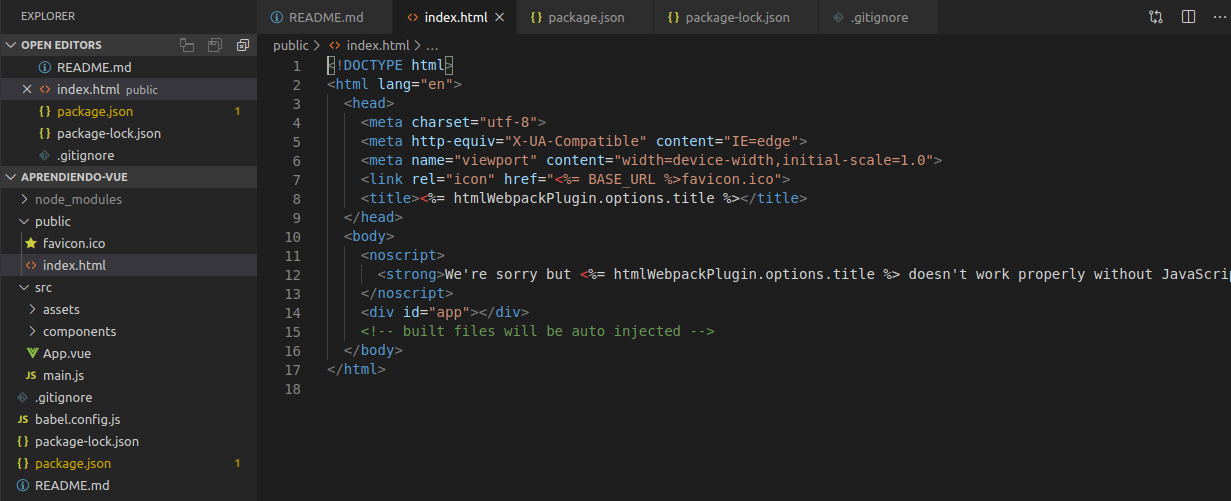 EXPLORER
OPEN EDITORS
README.md
index.html public
package.json 1
package-lock.json
.gitignore
APRENDIENDO-VUE
node_modules
public
favicon.ico
index.html
src
assets
components
App.vue
JS main.js
.gitignore
JS babel.config.js
{} package-lock.json
{} package.json 1
README.md
README.md index.html package.json package-lock.json .gitignore
public > index.html > ...
1 <!DOCTYPE html>
2 <html lang="en">
3 <head>
4 <meta charset="utf-8">
5 <meta http-equiv="X-UA-Compatible" content="IE=edge">
6 <meta name="viewport" content="width=device-width,initial-scale=1.0">
7 <link rel="icon" href="<%= BASE_URL %>favicon.ico">
8 <title><%= htmlWebpackPlugin.options.title %></title>
9 </head>
10 <body>
11 <noscript>
12 <strong>We're sorry but <%= htmlWebpackPlugin.options.title %> doesn't work properly without JavaScrip
13 </noscript>
14 <div id="app"></div>
15 <!-- built files will be auto injected -->
16 </body>
17 </html>
18